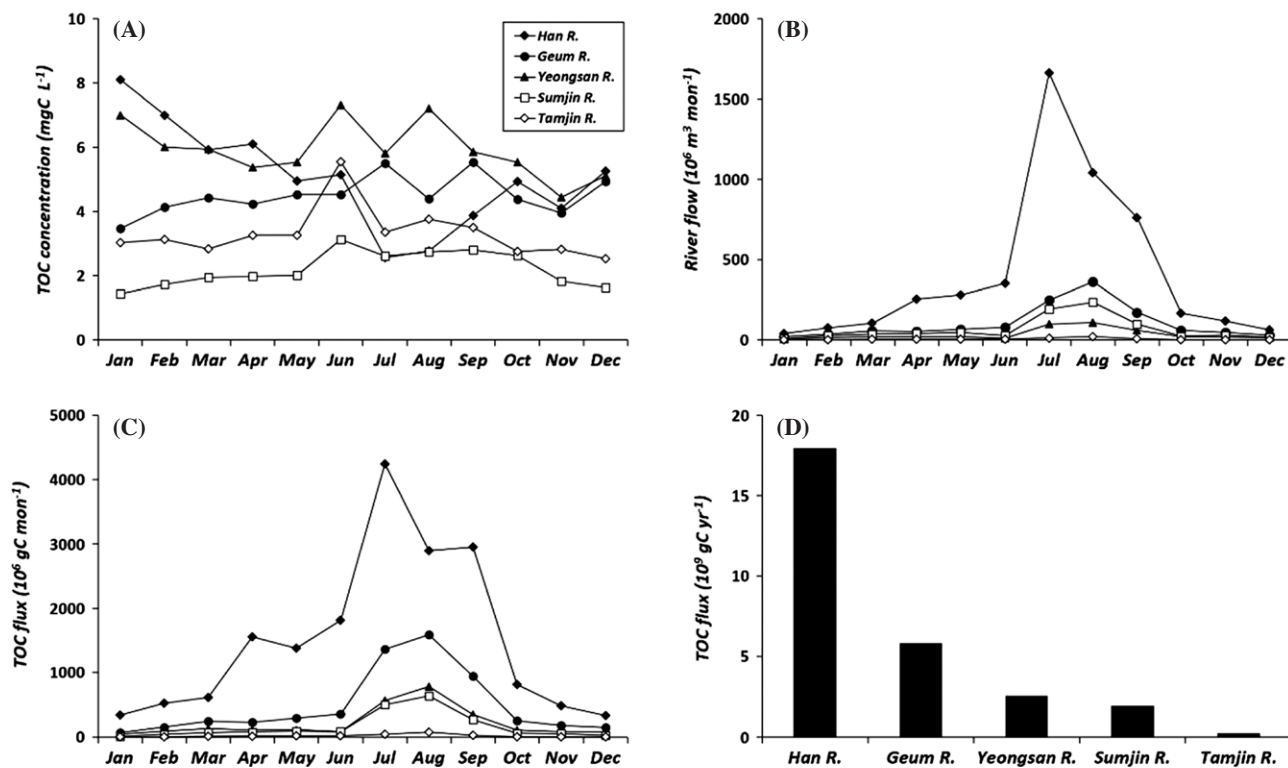 (A)
TOC concentration (mgC L-1)
10
8
6
4
2
0
Jan Feb Mar Apr May Jun Jul Aug Sep Oct Nov Dec
Han R.
Geum R.
Yeongsan R.
Sumjin R.
Tamjin R.
(B)
River flow (10⁶ m³ mon⁻¹)
2000
1500
1000
500
0
Jan Feb Mar Apr May Jun Jul Aug Sep Oct Nov Dec
(C)
TOC flux (10⁶ gC mon⁻¹)
5000
4000
3000
2000
1000
0
Jan Feb Mar Apr May Jun Jul Aug Sep Oct Nov Dec
(D)
TOC flux (10⁹ gC yr⁻¹)
20
15
10
5
0
Han R. Geum R. Yeongsan R. Sumjin R. Tamjin R.